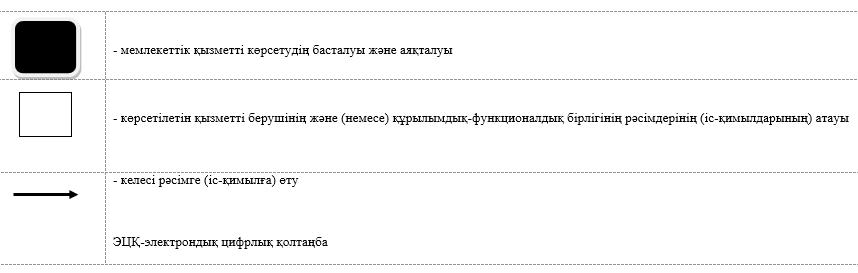 - мемлекеттік қызметті көрсетудің басталуы және аяқталуы
- көрсетілетін қызметті берушінің және (немесе) құрылымдық-функционалдық бірлігінің рәсімдерінің (іс-қимылдарының) атауы
- келесі рәсімге (іс-қимылға) өту
ЭЦҚ-электрондық цифрлық қолтаңба